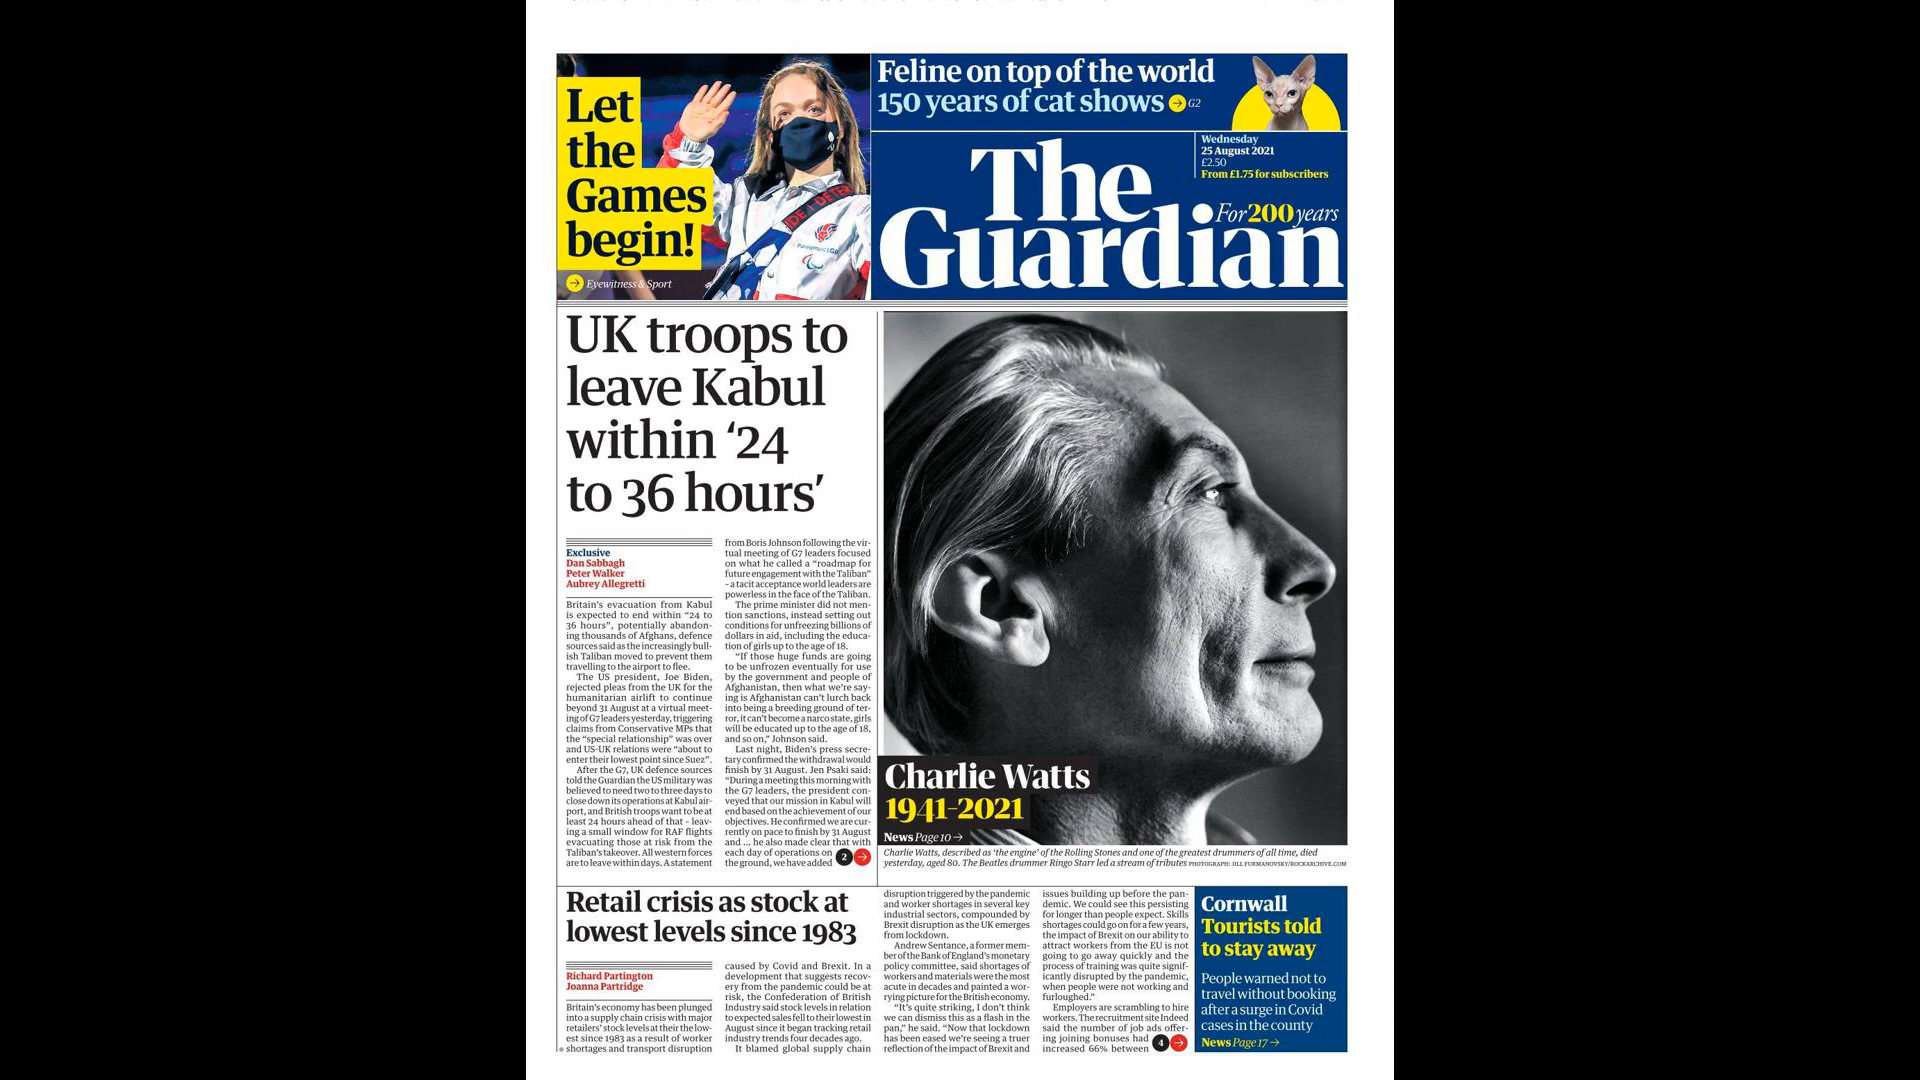 Let
the
Games
begin!
Eyewitness & Sport
Feline on top of the world
150 years of cat shows
G2
Wednesday
25 August 2021
£2.50
From £1.75 for subscribers
The
Guardian
For 200 years
UK troops to
leave Kabul
within ‘24
to 36 hours’
Exclusive
Dan Sabbagh
Peter Walker
Aubrey Allegretti
Britain’s evacuation from Kabul
is expected to end within “24 to
36 hours”, potentially abandon-
ing thousands of Afghans, defence
sources said as the increasingly bull-
ish Taliban moved to prevent them
travelling to the airport to flee.
The US president, Joe Biden,
rejected pleas from the UK for the
humanitarian airlift to continue
beyond 31 August at a virtual meet-
ing of G7 leaders yesterday, triggering
claims from Conservative MPs that
the “special relationship” was over
and US-UK relations were “about to
enter their lowest point since Suez”.
After the G7, UK defence sources
told the Guardian the US military was
believed to need two to three days to
close down its operations at Kabul air-
port, and British troops want to be at
least 24 hours ahead of that – leav-
ing a small window for RAF flights
evacuating those at risk from the
Taliban’s takeover. All western forces
are to leave within days. A statement
from Boris Johnson following the vir-
tual meeting of G7 leaders focused
on what he called a “roadmap for
future engagement with the Taliban”
– a tacit acceptance world leaders are
powerless in the face of the Taliban.
The prime minister did not men-
tion sanctions, instead setting out
conditions for unfreezing billions of
dollars in aid, including the educa-
tion of girls up to the age of 18.
“If those huge funds are going
to be unfrozen eventually for use
by the government and people of
Afghanistan, then what we’re say-
ing is Afghanistan can’t lurch back
into being a breeding ground of ter-
ror, it can’t become a narco state, girls
will be educated up to the age of 18,
and so on,” Johnson said.
Last night, Biden’s press secre-
tary confirmed the withdrawal would
finish by 31 August. Jen Psaki said:
“During a meeting this morning with
the G7 leaders, the president con-
veyed that our mission in Kabul will
end based on the achievement of our
objectives. He confirmed we are cur-
rently on pace to finish by 31 August
and ... he also made clear that with
each day of operations on
the ground, we have added
2
Charlie Watts
1941-2021
News Page 10
Charlie Watts, described as ‘the engine’ of the Rolling Stones and one of the greatest drummers of all time, died
yesterday, aged 80. The Beatles drummer Ringo Starr led a stream of tributes PHOTOGRAPH: JILL FURMANOVSKY/ROCKARCHIVE.COM
Retail crisis as stock at
lowest levels since 1983
Richard Partington
Joanna Partridge
Britain’s economy has been plunged
into a supply chain crisis with major
retailers’ stock levels at their the low-
est since 1983 as a result of worker
shortages and transport disruption
caused by Covid and Brexit. In a
development that suggests recov-
ery from the pandemic could be at
risk, the Confederation of British
Industry said stock levels in relation
to expected sales fell to their lowest in
August since it began tracking retail
industry trends four decades ago.
It blamed global supply chain
disruption triggered by the pandemic
and worker shortages in several key
industrial sectors, compounded by
Brexit disruption as the UK emerges
from lockdown.
Andrew Sentance, a former mem-
ber of the Bank of England’s monetary
policy committee, said shortages of
workers and materials were the most
acute in decades and painted a wor-
rying picture for the British economy.
“It’s quite striking, I don’t think
we can dismiss this as a flash in the
pan,” he said. “Now that lockdown
has been eased we’re seeing a truer
reflection of the impact of Brexit and
issues building up before the pan-
demic. We could see this persisting
for longer than people expect. Skills
shortages could go on for a few years,
the impact of Brexit on our ability to
attract workers from the EU is not
going to go away quickly and the
process of training was quite signif-
icantly disrupted by the pandemic,
when people were not working and
furloughed.”
Employers are scrambling to hire
workers. The recruitment site Indeed
said the number of job ads offer-
ing joining bonuses had
increased 66% between
4
Cornwall
Tourists told
to stay away
People warned not to
travel without booking
after a surge in Covid
cases in the county
News Page 17